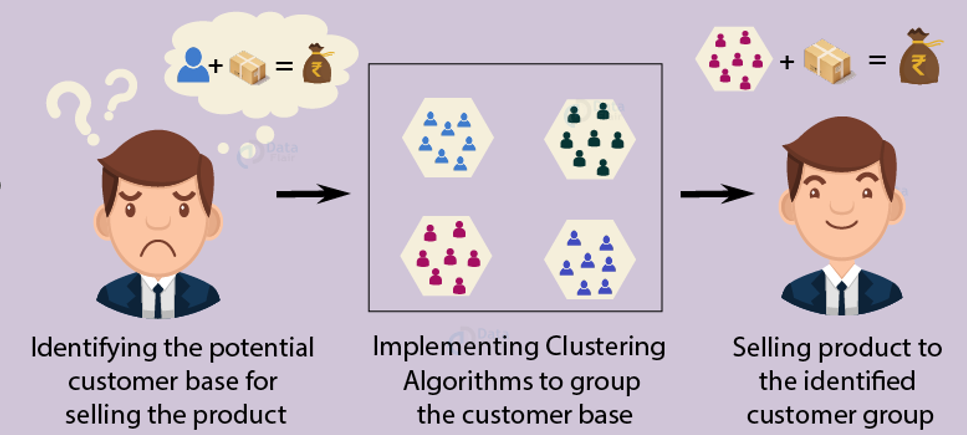 + = ₹
+ = ₹
Identifying the potential
customer base for
selling the product
Implementing Clustering
Algorithms to group
the customer base
Selling product to
the identified
customer group
Data